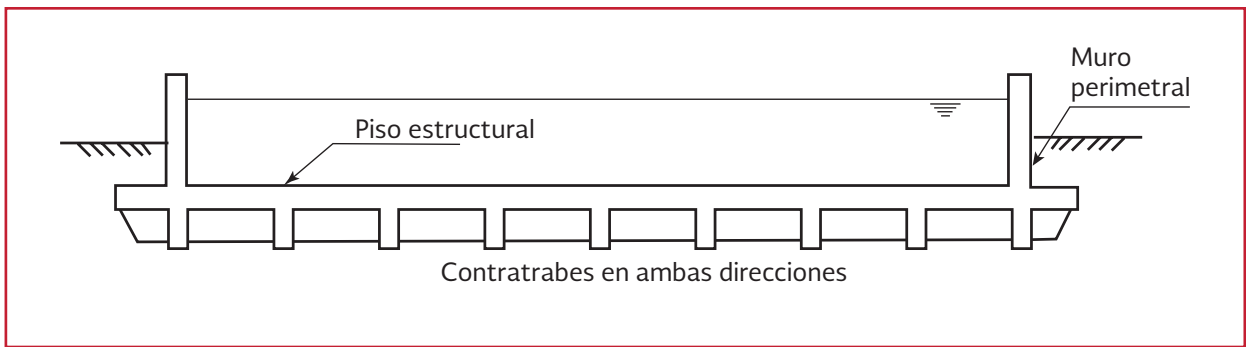 Muro
perimetral
Piso estructural
Contratrabes en ambas direcciones